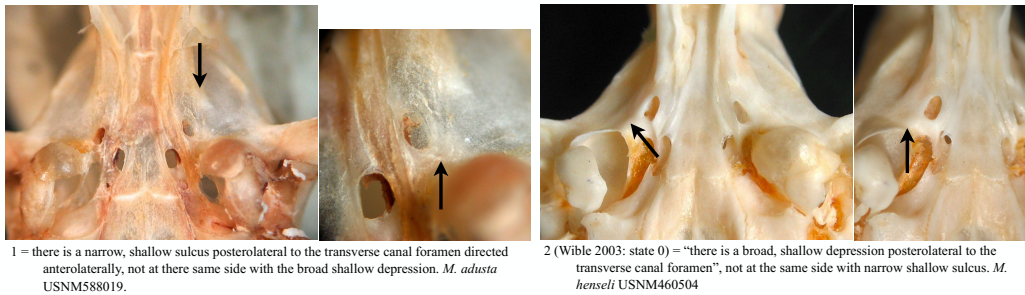 1 = there is a narrow, shallow sulcus posterolateral to the transverse canal foramen directed
anterolaterally, not at there same side with the broad shallow depression. M. adusta
USNM588019.
2 (Wible 2003: state 0) = “there is a broad, shallow depression posterolateral to the
transverse canal foramen”, not at the same side with narrow shallow sulcus. M.
henseli USNM460504